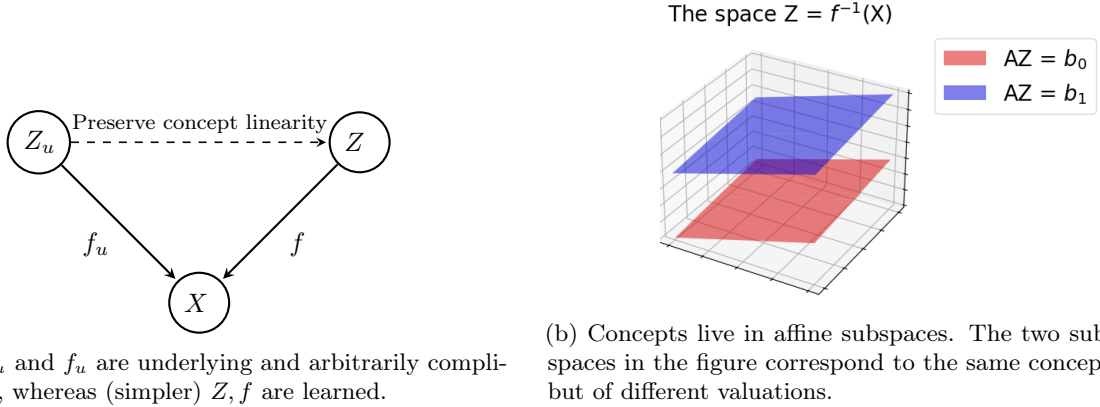 Preserve concept linearity
Z_u
Z
f_u
f
X
u and f_u are underlying and arbitrarily compli-
, whereas (simpler) Z, f are learned.
The space Z = f⁻¹(X)
AZ = b₀
AZ = b₁
(b) Concepts live in affine subspaces. The two sub
spaces in the figure correspond to the same concep
but of different valuations.